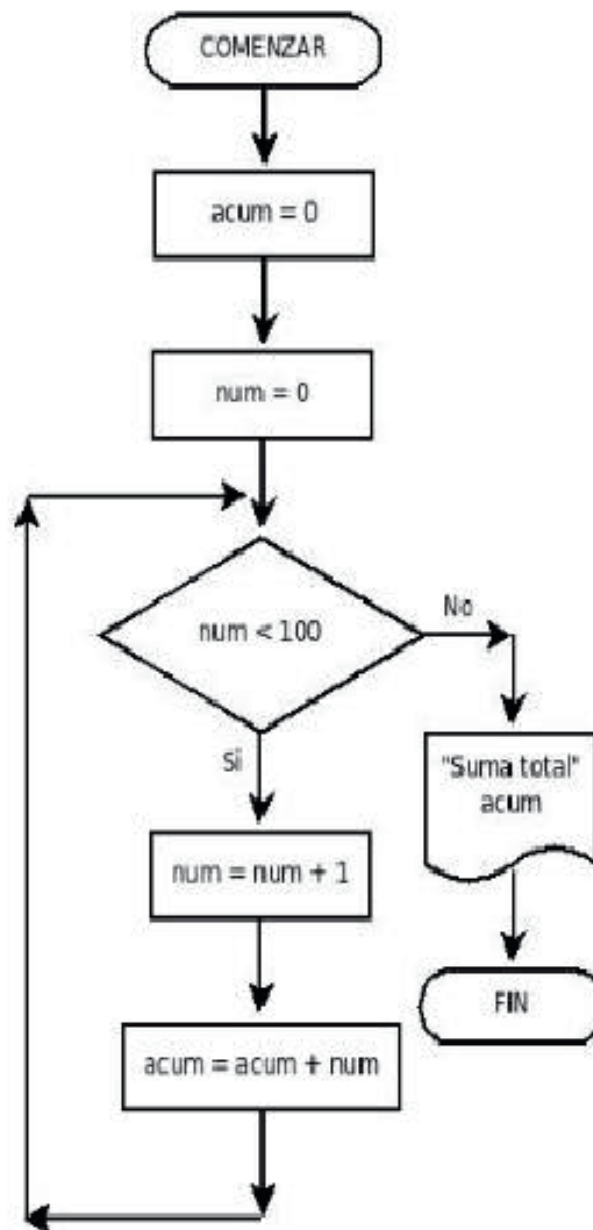 COMENZAR
acum = 0
num = 0
num < 100
No
Si
"Suma total"
acum
num = num + 1
FIN
acum = acum + num